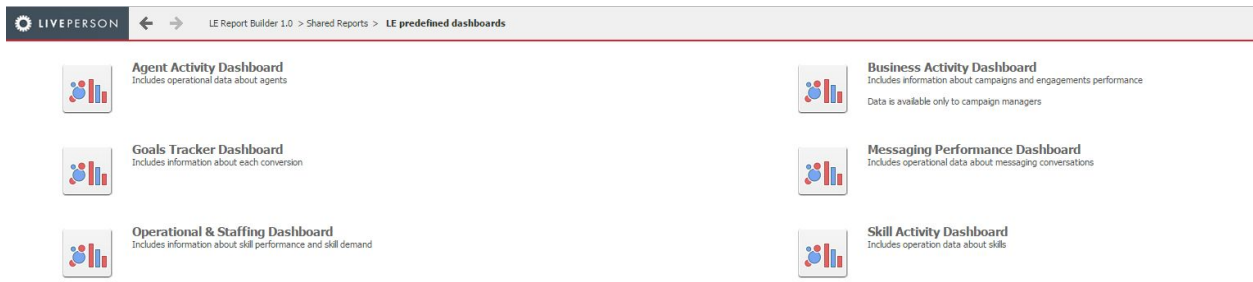 LIVEPERSON
LE Report Builder 1.0 > Shared Reports > LE predefined dashboards
Agent Activity Dashboard
Includes operational data about agents
Business Activity Dashboard
Includes information about campaigns and engagements performance
Data is available only to campaign managers
Goals Tracker Dashboard
Includes information about each conversion
Messaging Performance Dashboard
Includes operational data about messaging conversations
Operational & Staffing Dashboard
Includes information about skill performance and skill demand
Skill Activity Dashboard
Includes operation data about skills